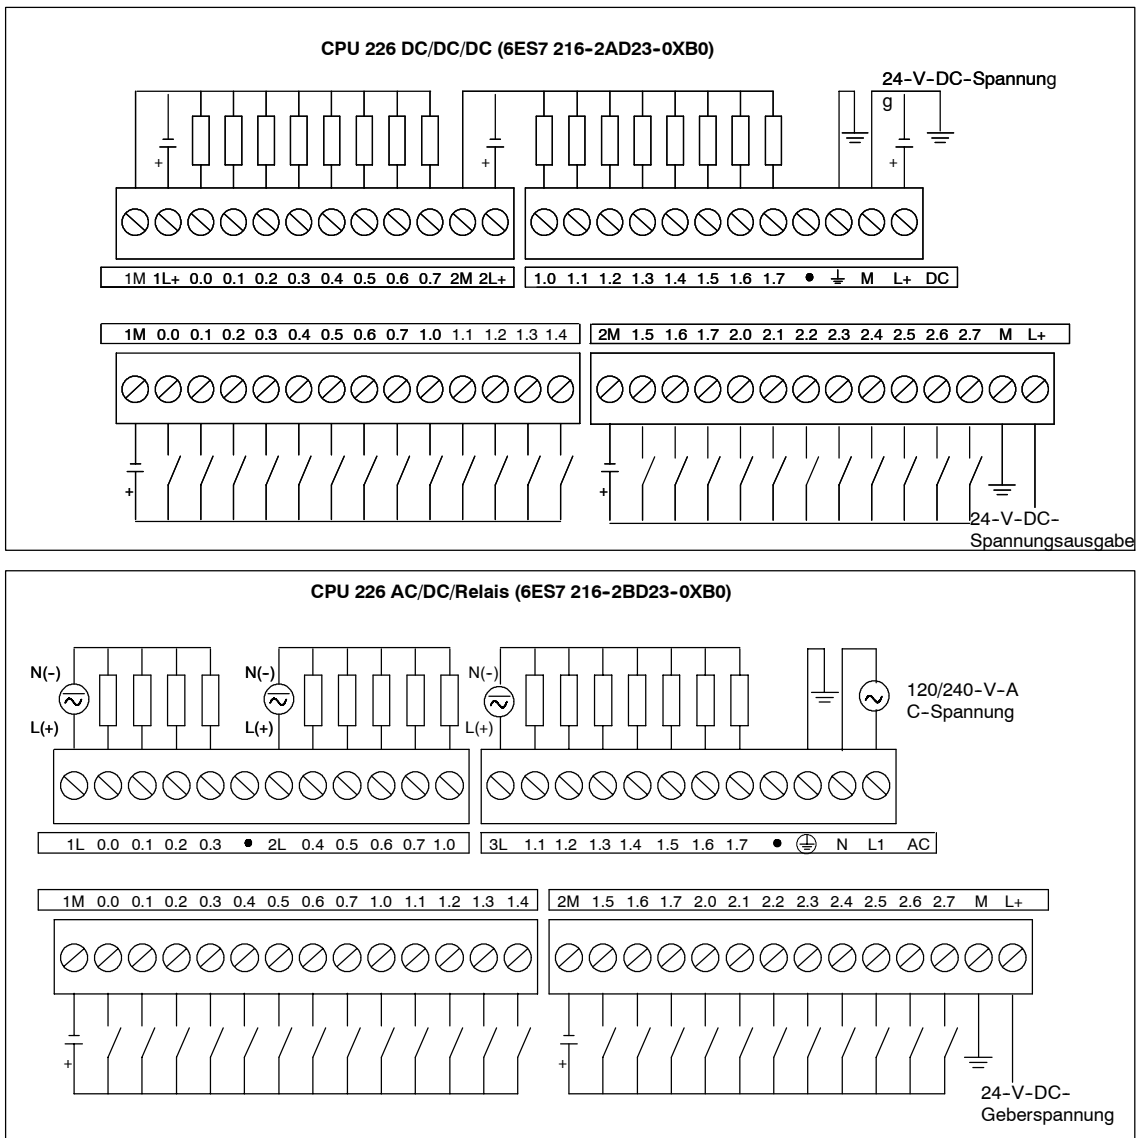 CPU 226 DC/DC/DC (6ES7 216-2AD23-0XB0)
24-V-DC-Spannung
g
+ + +
1M 1L+ 0.0 0.1 0.2 0.3 0.4 0.5 0.6 0.7 2M 2L+ 1.0 1.1 1.2 1.3 1.4 1.5 1.6 1.7 • ⏚ M L+ DC
1M 0.0 0.1 0.2 0.3 0.4 0.5 0.6 0.7 1.0 1.1 1.2 1.3 1.4 2M 1.5 1.6 1.7 2.0 2.1 2.2 2.3 2.4 2.5 2.6 2.7 M L+
+ +
24-V-DC-
Spannungsausgabe
CPU 226 AC/DC/Relais (6ES7 216-2BD23-0XB0)
N(-) N(-) N(-)
120/240-V-A
C-Spannung
L(+) L(+) L(+)
1L 0.0 0.1 0.2 0.3 • 2L 0.4 0.5 0.6 0.7 1.0 3L 1.1 1.2 1.3 1.4 1.5 1.6 1.7 • ⏚ N L1 AC
1M 0.0 0.1 0.2 0.3 0.4 0.5 0.6 0.7 1.0 1.1 1.2 1.3 1.4 2M 1.5 1.6 1.7 2.0 2.1 2.2 2.3 2.4 2.5 2.6 2.7 M L+
+ +
24-V-DC-
Geberspannung